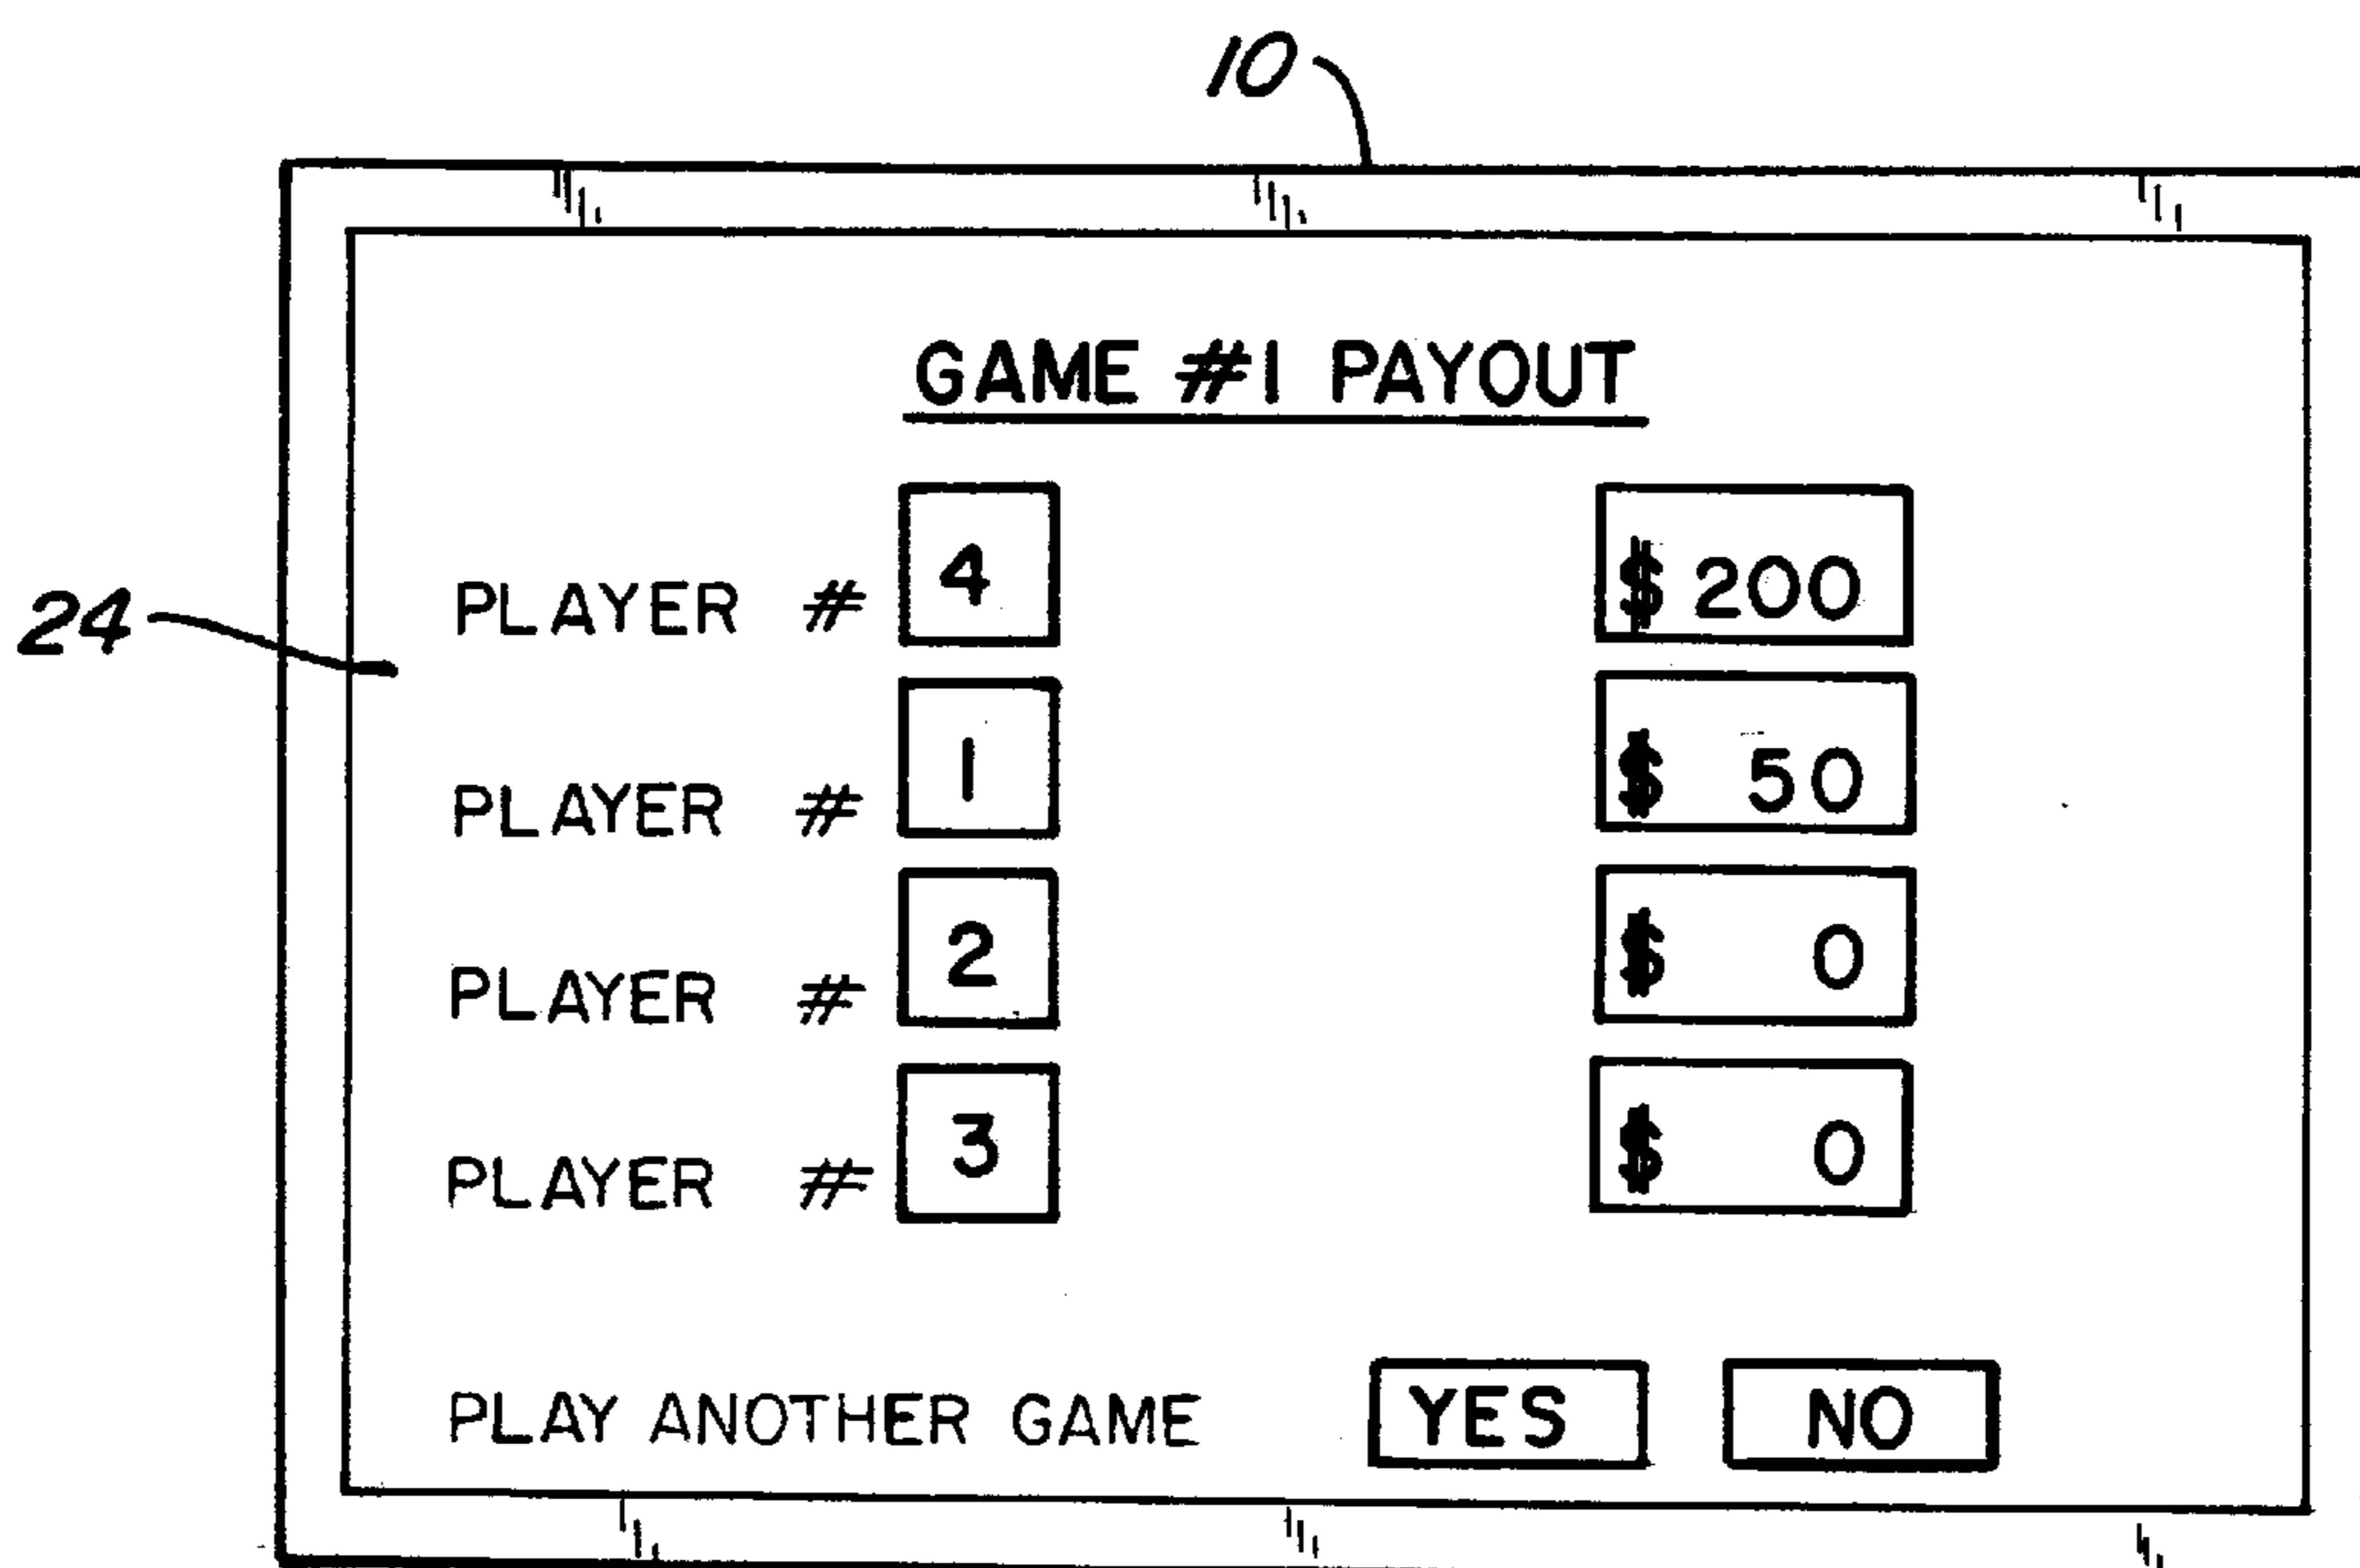 10
GAME #1 PAYOUT
PLAYER # 4 $ 200
24
PLAYER # 1 $ 50
PLAYER # 2 $ 0
PLAYER # 3 $ 0
PLAY ANOTHER GAME YES NO